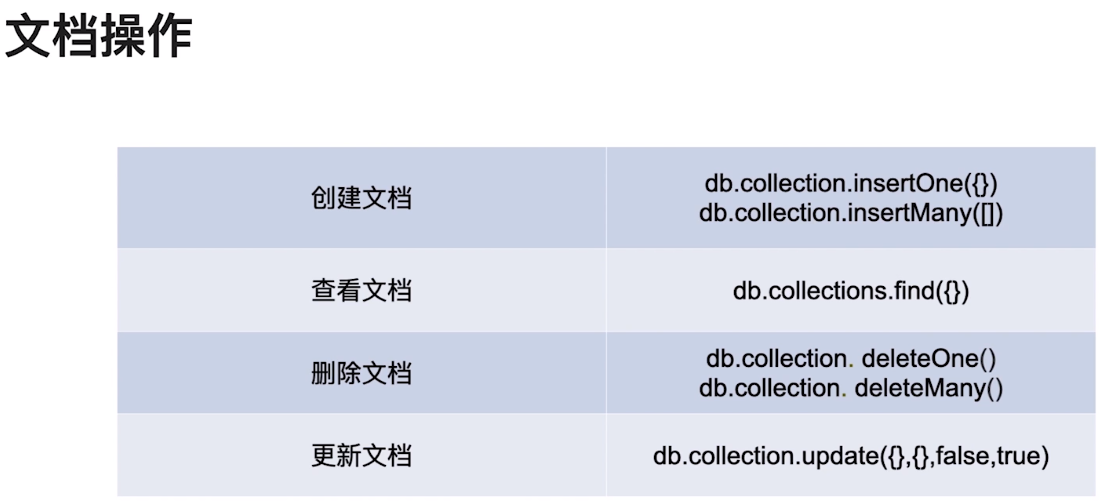 文档操作
创建文档
db.collection.insertOne({})
db.collection.insertMany([])
查看文档
db.collections.find({})
删除文档
db.collection. deleteOne()
db.collection. deleteMany()
更新文档
db.collection.update({},{},false,true)